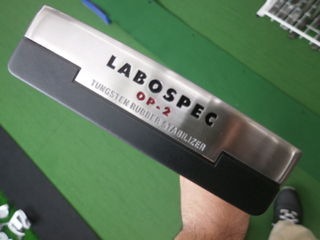 LABOSPEC
OP-2
TUNGSTEN RUBBER STABILIZER